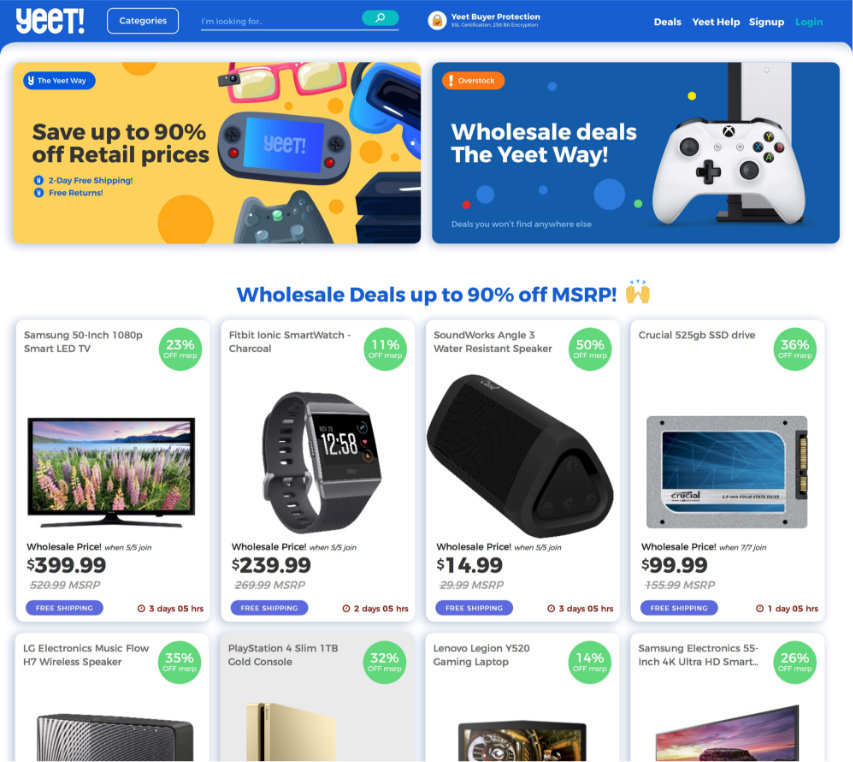 yeet!
Categories
I'm looking for..
Yeet Buyer Protection
SSL Certification, 256 Bit Encryption
Deals Yeet Help Signup Login
The Yeet Way
Save up to 90%
off Retail prices
2-Day Free Shipping!
Free Returns!
yeet!
Overstock
Wholesale deals
The Yeet Way!
Deals you won't find anywhere else
Y
X
B
A
Wholesale Deals up to 90% off MSRP!
Samsung 50-Inch 1080p
Smart LED TV
23%
OFF msrp
Wholesale Price! when 5/5 join
$399.99
520.99 MSRP
FREE SHIPPING
3 days 05 hrs
Fitbit Ionic SmartWatch -
Charcoal
11%
OFF msrp
12:58
fitbit
Wholesale Price! when 5/5 join
$239.99
269.99 MSRP
FREE SHIPPING
2 days 05 hrs
SoundWorks Angle 3
Water Resistant Speaker
50%
OFF msrp
Wholesale Price! when 5/5 join
$14.99
29.99 MSRP
FREE SHIPPING
3 days 05 hrs
Crucial 525gb SSD drive
36%
OFF msrp
crucial
2.5-INCH SOLID STATE DRIVE
Wholesale Price! when 7/7 join
$99.99
155.99 MSRP
FREE SHIPPING
1 day 05 hrs
LG Electronics Music Flow
H7 Wireless Speaker
35%
OFF msrp
PlayStation 4 Slim 1TB
Gold Console
32%
OFF msrp
Lenovo Legion Y520
Gaming Laptop
14%
OFF msrp
Samsung Electronics 55-
Inch 4K Ultra HD Smart...
26%
OFF msrp